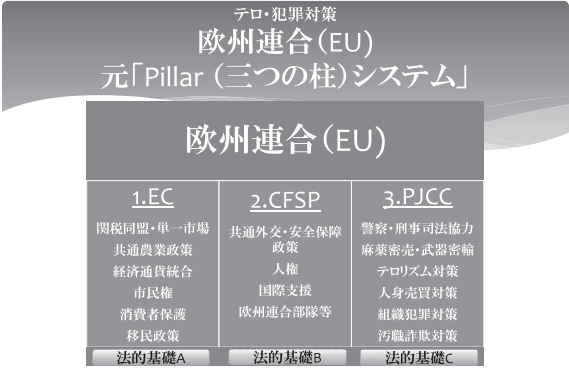 テロ・犯罪対策
欧州連合(EU)
元「Pillar (三つの柱)システム」
欧州連合(EU)
1.EC
関税同盟・単一市場
共通農業政策
経済通貨統合
市民権
消費者保護
移民政策
法的基礎A
2.CFSP
共通外交・安全保障
政策
人権
国際支援
欧州連合部隊等
法的基礎B
3.PJCC
警察・刑事司法協力
麻薬密売・武器密輸
テロリズム対策
人身売買対策
組織犯罪対策
汚職詐欺対策
法的基礎C